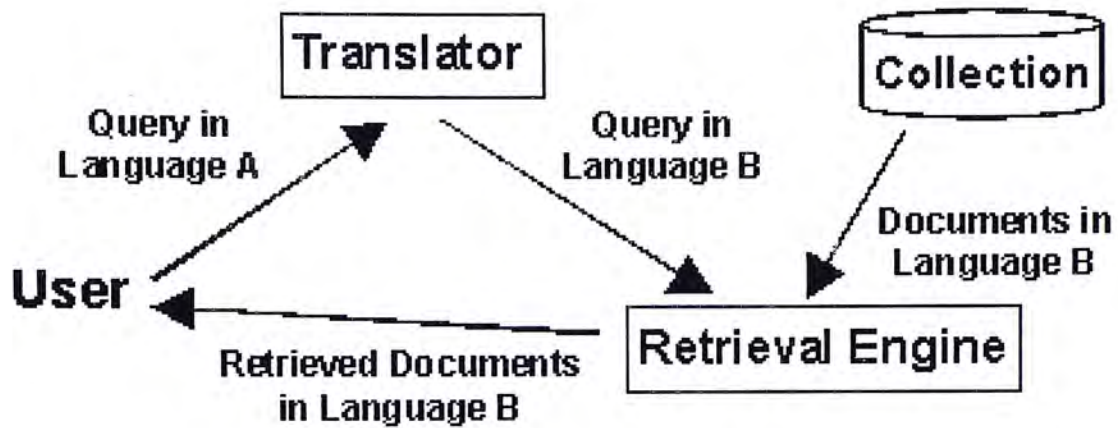 Translator
Collection
Query in
Language A
Query in
Language B
Documents in
Language B
User
Retrieval Engine
Retrieved Documents
in Language B